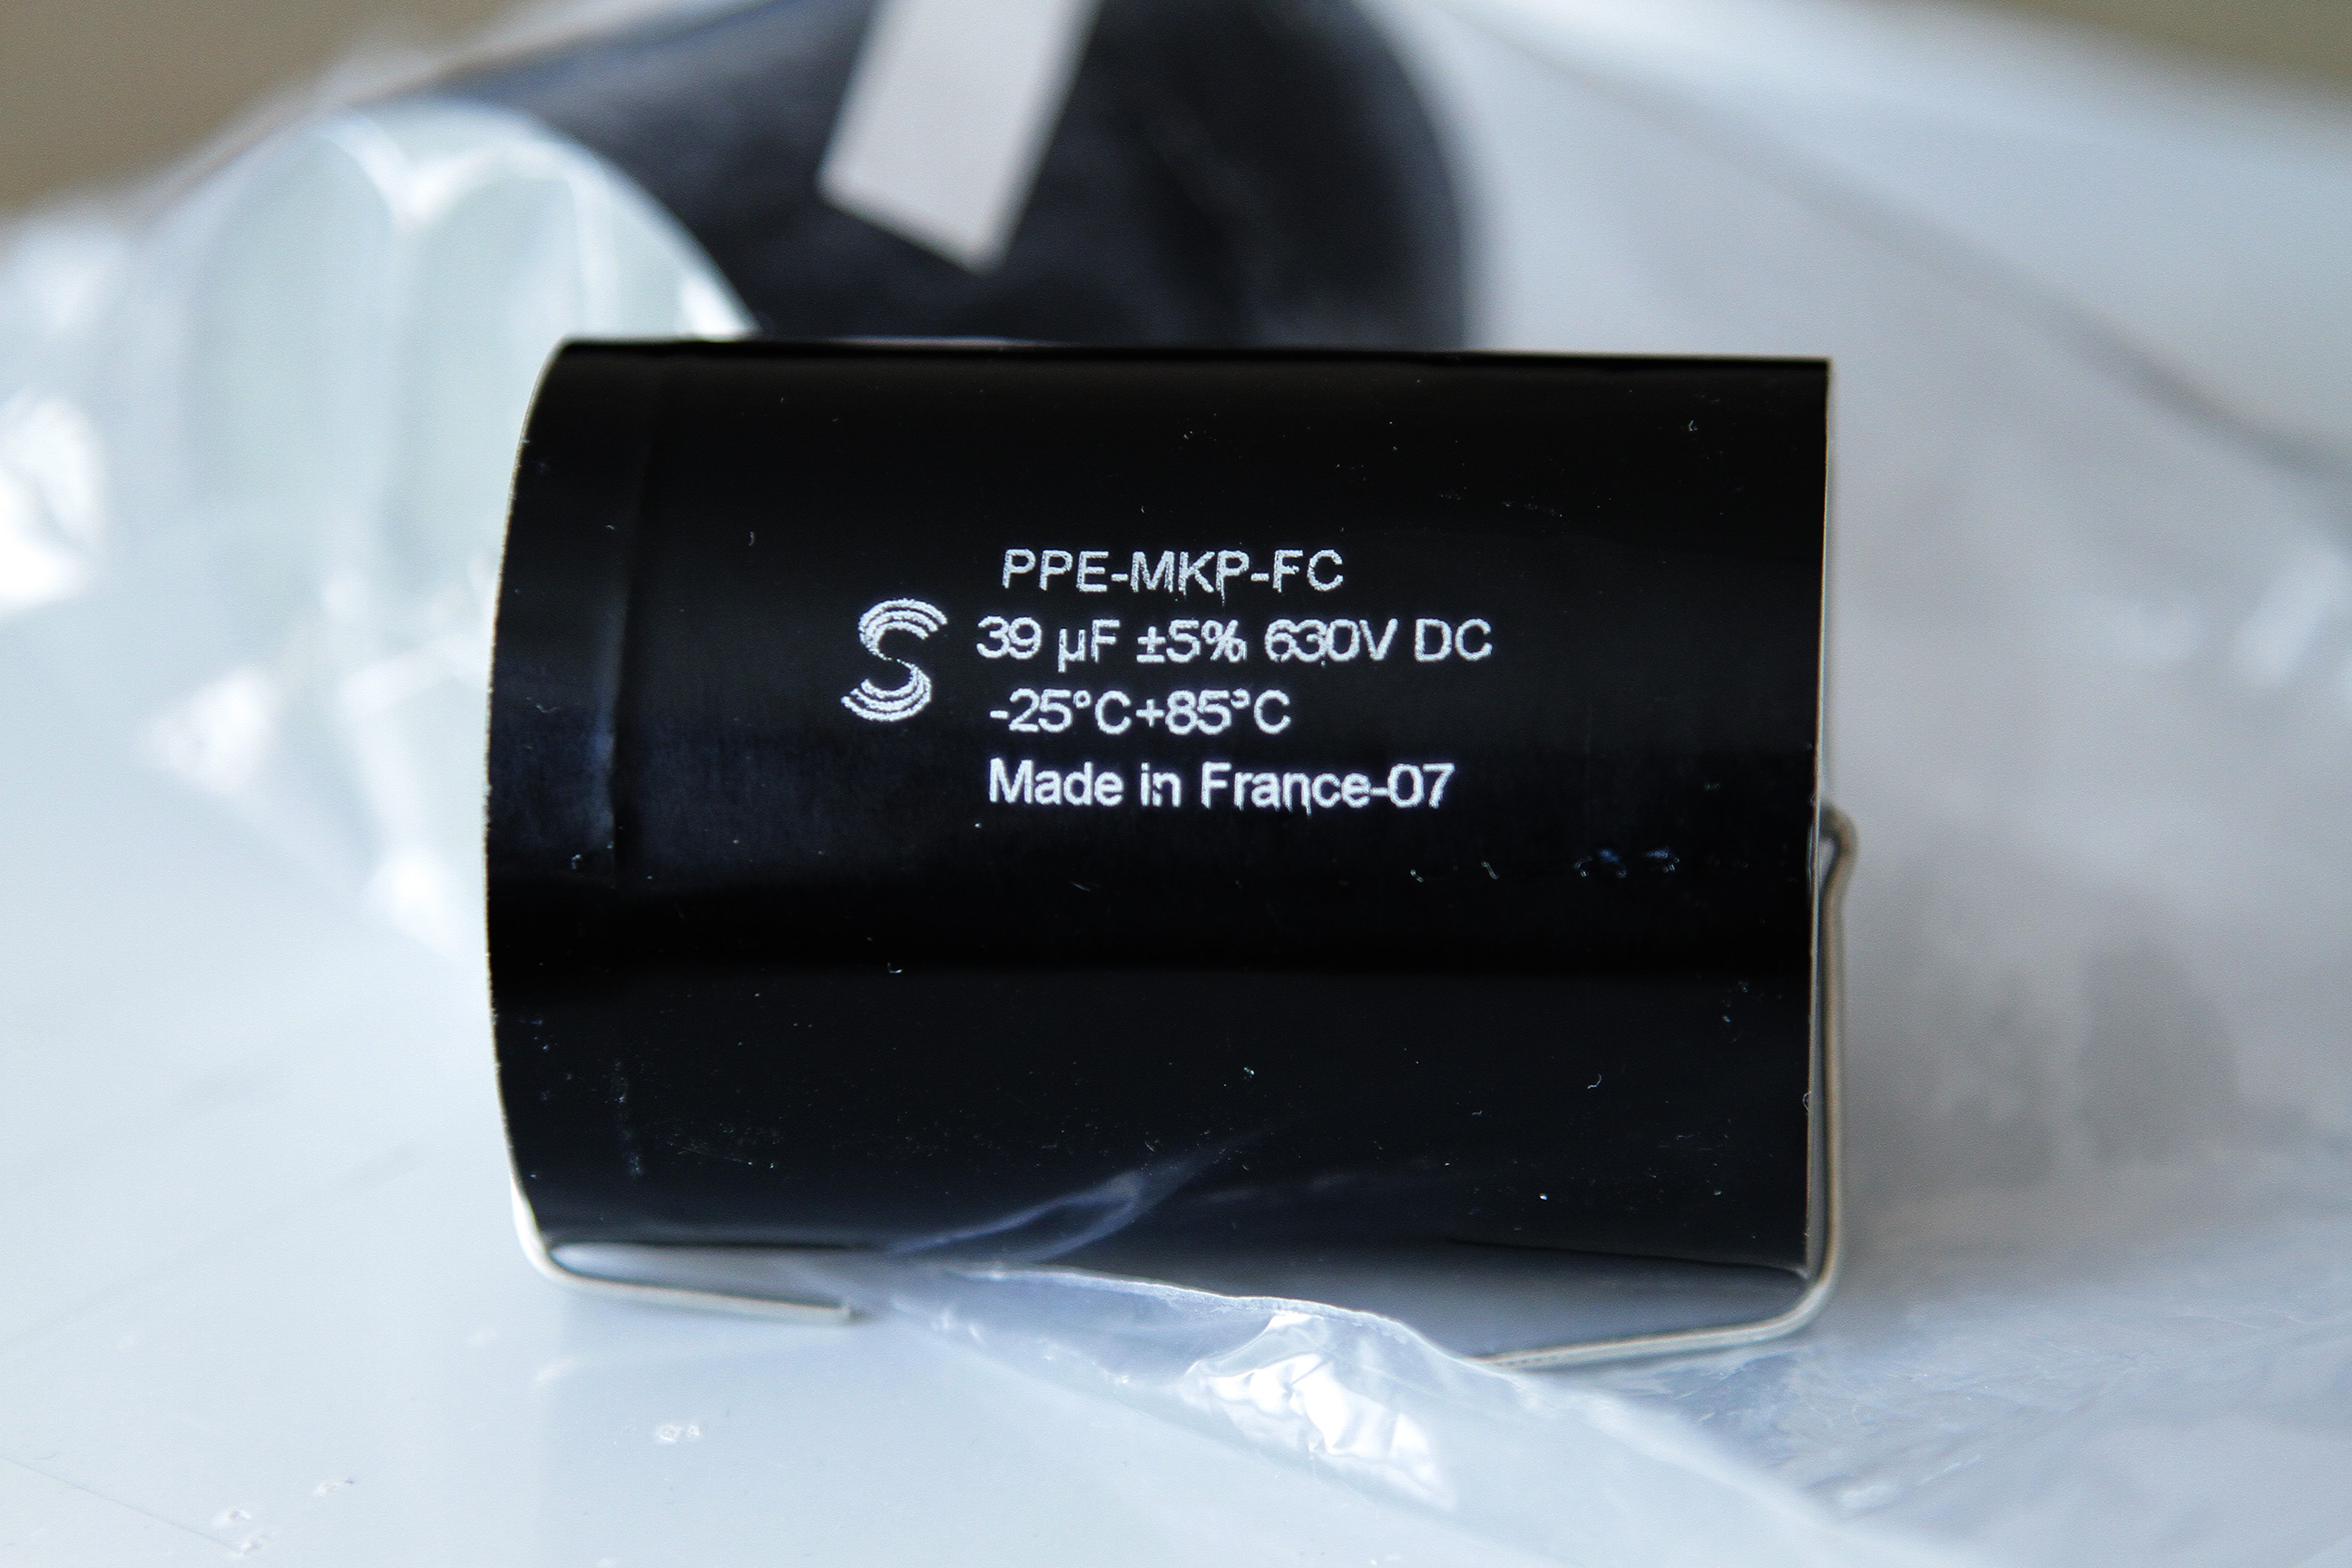 PPE-MKP-FC
S 39 µF ±5% 630V DC
-25°C+85°C
Made in France-07